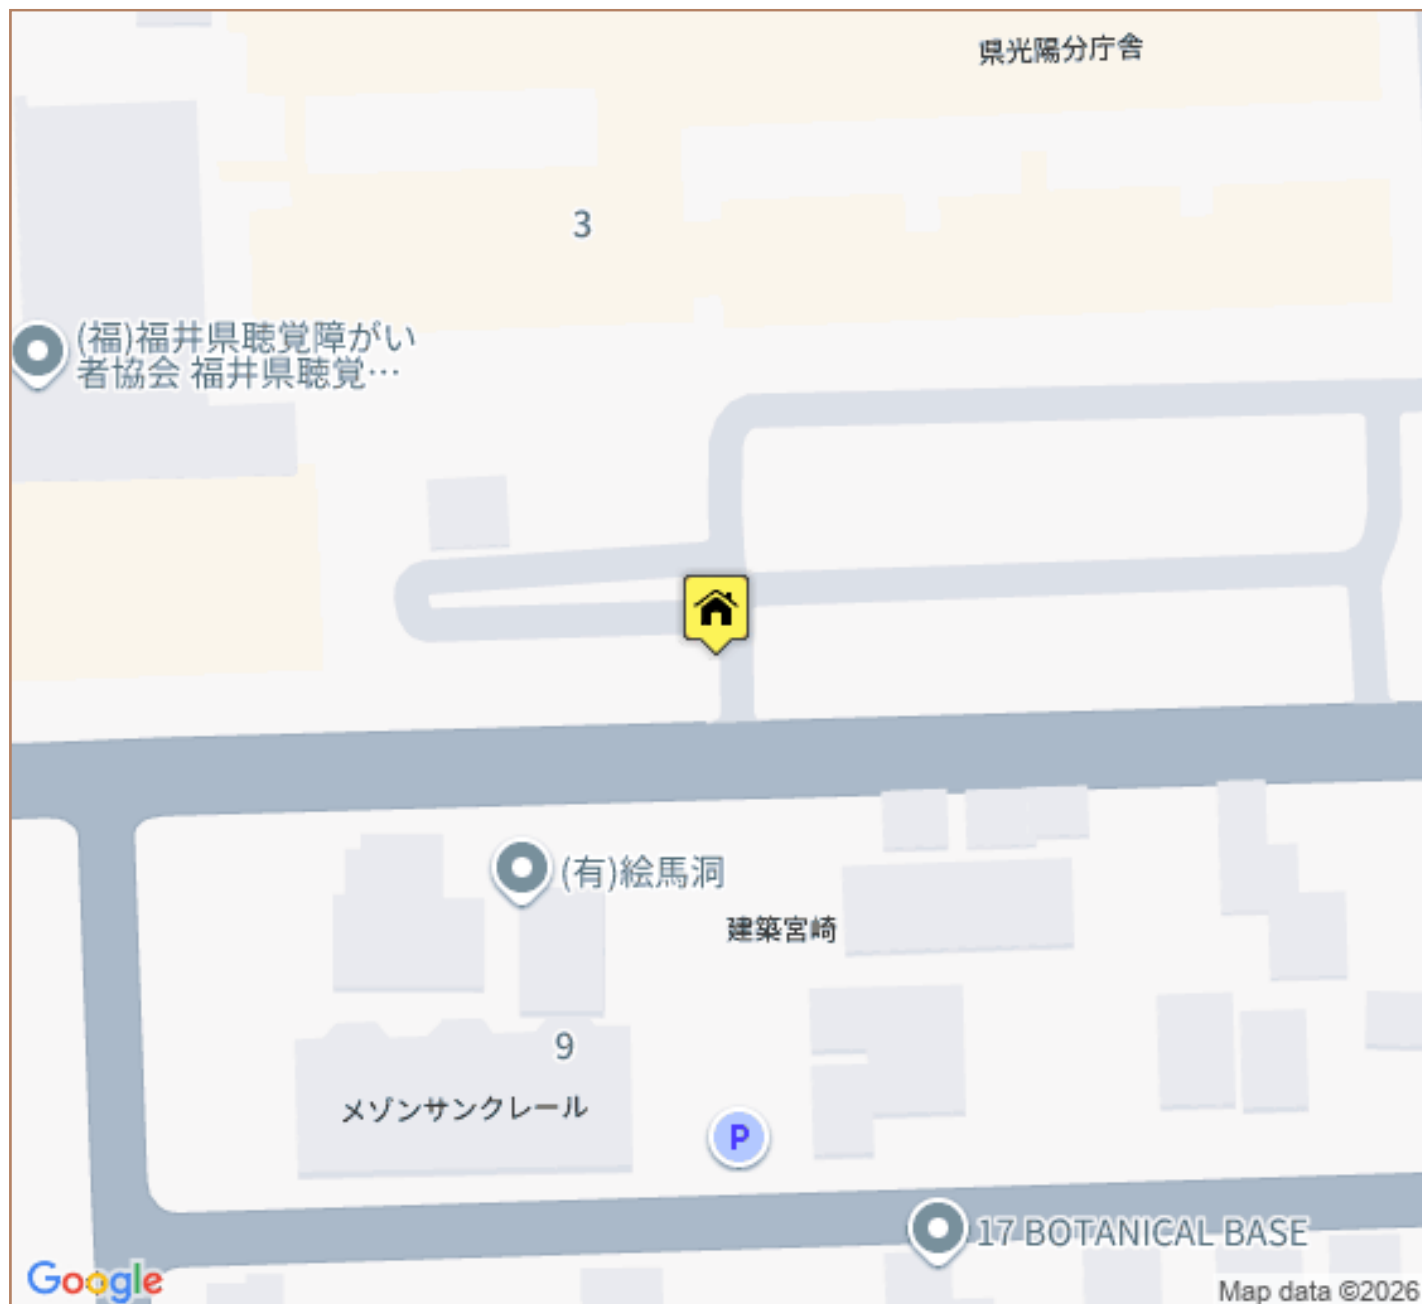 県光陽分庁舎
3
(福)福井県聴覚障がい
者協会 福井県聴覚…
(有)絵馬洞
建築宮崎
9
メゾンサンクレール
P
17 BOTANICAL BASE
Google
Map data ©2026